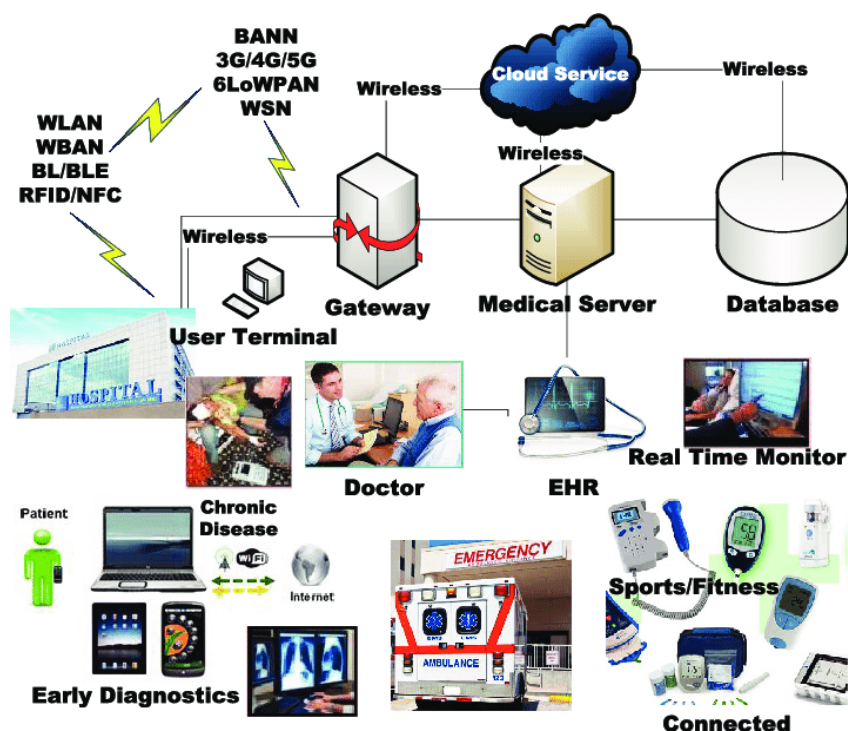 BANN
3G/4G/5G
6LoWPAN
WSN
Cloud Service
Wireless
Wireless
Wireless
WLAN
WBAN
BL/BLE
RFID/NFC
Wireless
Gateway
Medical Server
Database
User Terminal
HOSPITAL
HOSPITAL
Doctor
EHR
Real Time Monitor
Patient
Chronic
Disease
WiFi
Internet
EMERGENCY
AMBULANCE
123
Sports/Fitness
Early Diagnostics
Connected